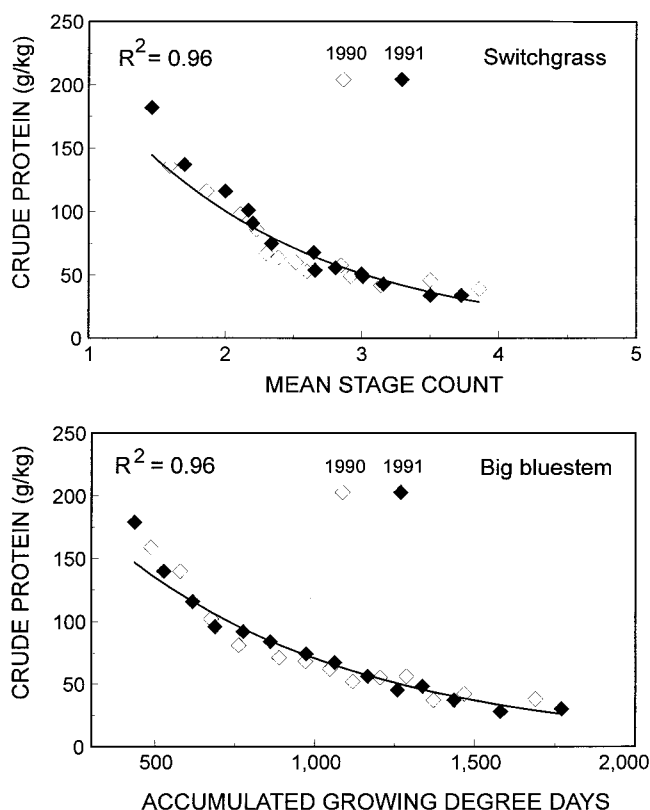 250
200
150
100
50
0
CRUDE PROTEIN (g/kg)
R² = 0.96
1990 1991
Switchgrass
1 2 3 4 5
MEAN STAGE COUNT
250
200
150
100
50
0
CRUDE PROTEIN (g/kg)
R² = 0.96
1990 1991
Big bluestem
500 1,000 1,500 2,000
ACCUMULATED GROWING DEGREE DAYS